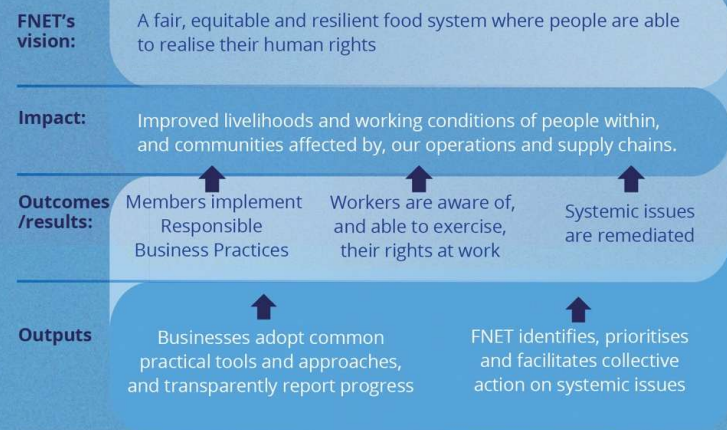 FNET's
vision:
A fair, equitable and resilient food system where people are able
to realise their human rights
Impact:
Improved livelihoods and working conditions of people within,
and communities affected by, our operations and supply chains.
Outcomes
/results:
Members implement
Responsible
Business Practices
Workers are aware of,
and able to exercise,
their rights at work
Systemic issues
are remediated
Outputs
Businesses adopt common
practical tools and approaches,
and transparently report progress
FNET identifies, prioritises
and facilitates collective
action on systemic issues